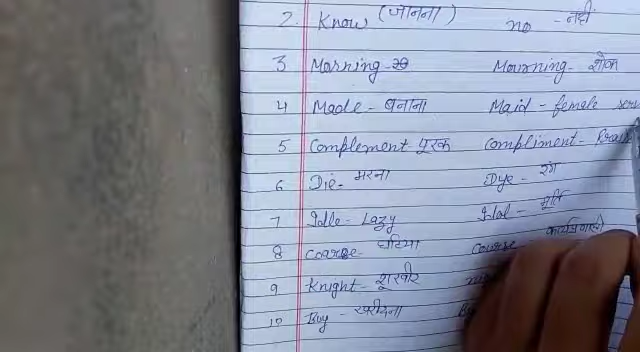 2. Know (जानना) no - नहीं
3 Morning - Mourning - शोक
4 Made - बनाना Maid - female
5 Complement पूरक Compliment -
6 Die - मरना Dye - रंग
7 Idle - Lazy Idol - मूर्ति
8 Coarse - घटिया Course
9 Knight - शूरवीर
10 Buy - खरीदना